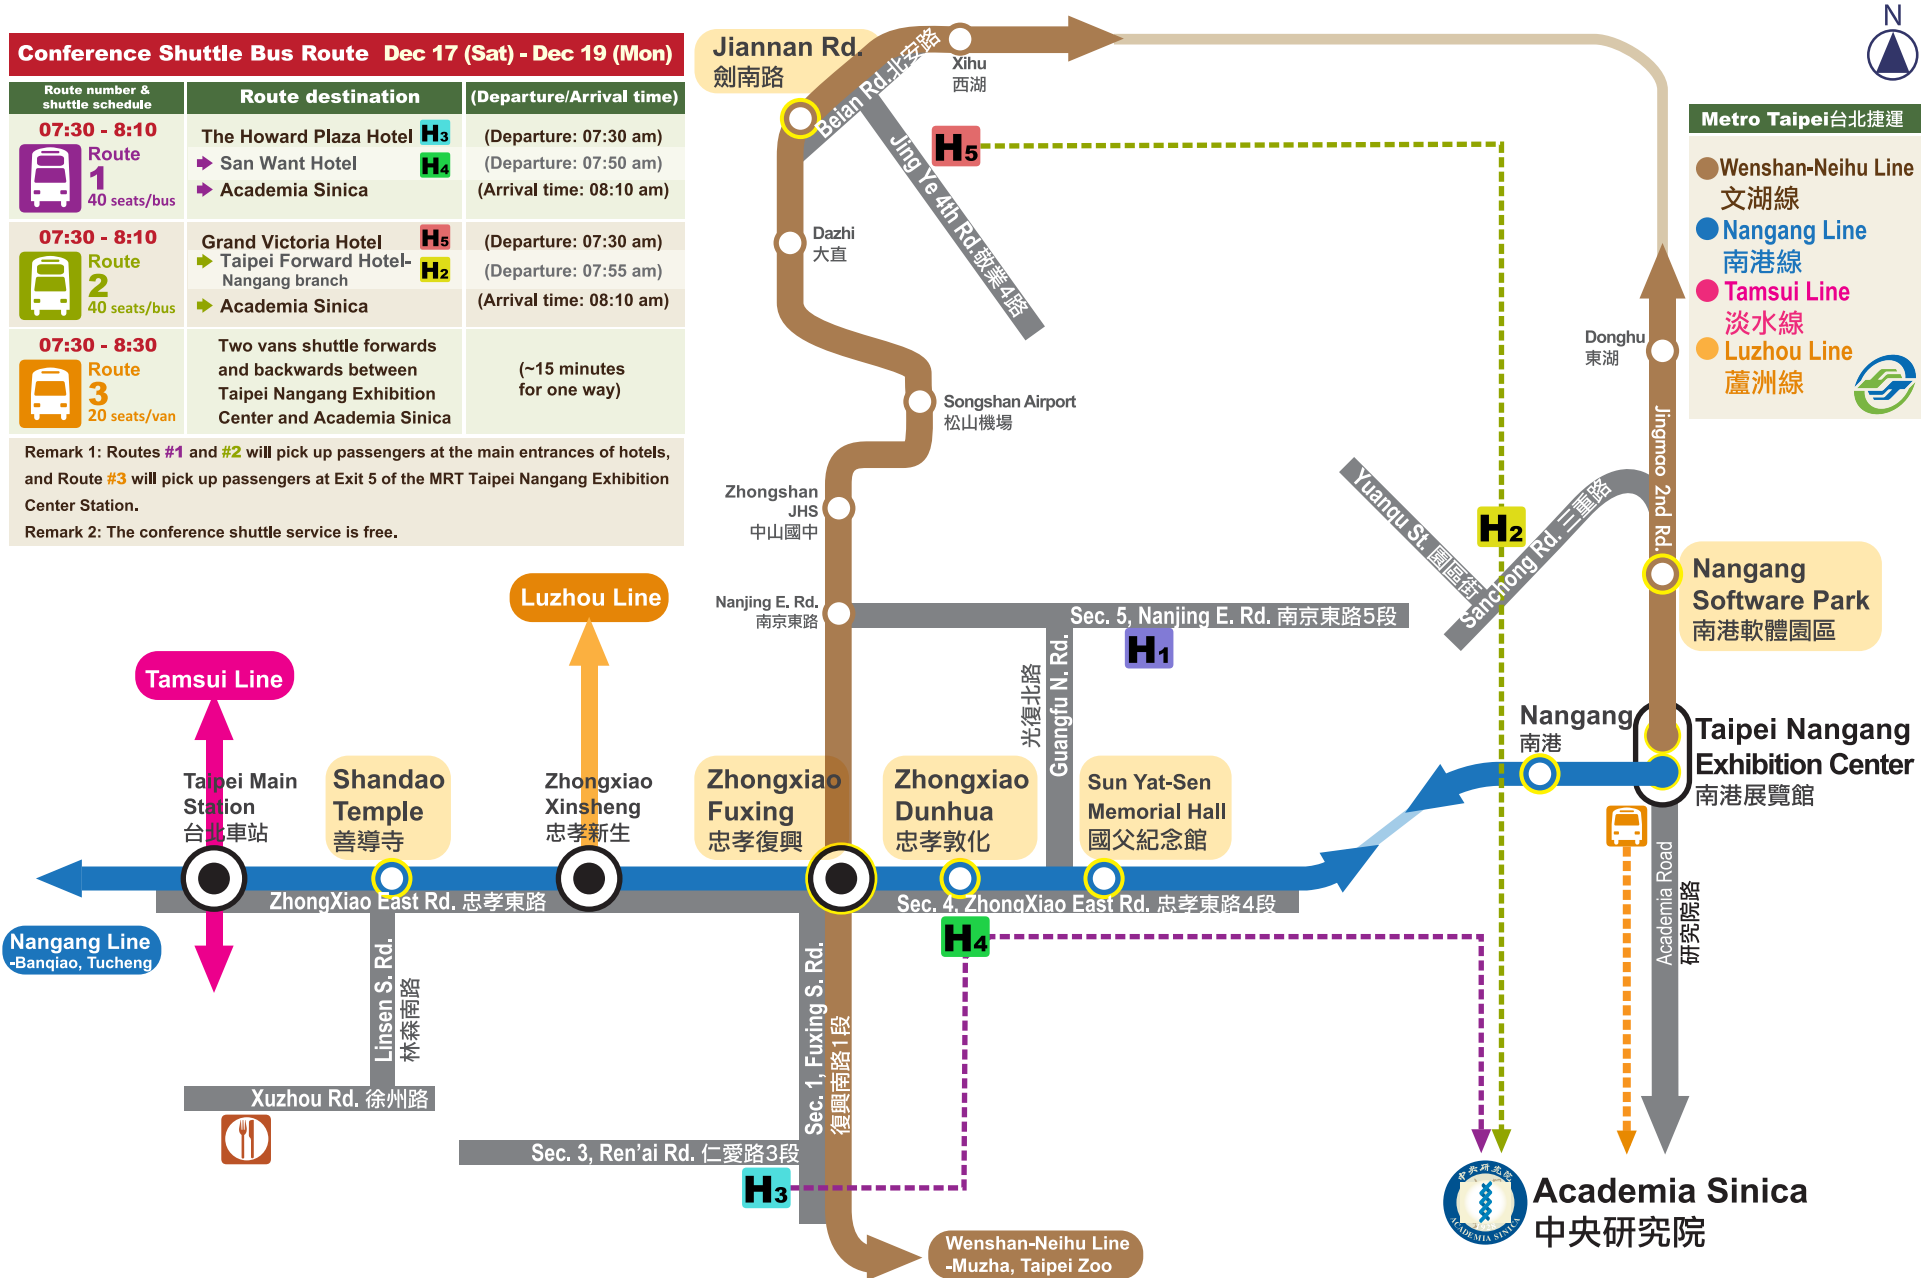 Conference Shuttle Bus Route Dec 17 (Sat) - Dec 19 (Mon)
Route number &
shuttle schedule
Route destination
(Departure/Arrival time)
07:30 - 8:10
Route
1
40 seats/bus
The Howard Plaza Hotel H3
(Departure: 07:30 am)
San Want Hotel H4
(Departure: 07:50 am)
Academia Sinica
(Arrival time: 08:10 am)
07:30 - 8:10
Route
2
40 seats/bus
Grand Victoria Hotel H5
(Departure: 07:30 am)
Taipei Forward Hotel-
Nangang branch
H2
(Departure: 07:55 am)
Academia Sinica
(Arrival time: 08:10 am)
07:30 - 8:30
Route
3
20 seats/van
Two vans shuttle forwards
and backwards between
Taipei Nangang Exhibition
Center and Academia Sinica
(~15 minutes
for one way)
Remark 1: Routes #1 and #2 will pick up passengers at the main entrances of hotels,
and Route #3 will pick up passengers at Exit 5 of the MRT Taipei Nangang Exhibition
Center Station.
Remark 2: The conference shuttle service is free.
N
Metro Taipei台北捷運
Wenshan-Neihu Line
文湖線
Nangang Line
南港線
Tamsui Line
淡水線
Luzhou Line
蘆洲線
Jiannan Rd.
劍南路
Beian Rd.北安路
Xihu
西湖
Jing Ye 4th Rd.敬業4路
H5
Dazhi
大直
Songshan Airport
松山機場
Zhongshan
JHS
中山國中
Nanjing E. Rd.
南京東路
Donghu
東湖
Jingmao 2nd Rd.
Yuanqu St. 園區街
H2
Sanchong Rd. 三重路
Nangang
Software Park
南港軟體園區
Sec. 5, Nanjing E. Rd. 南京東路5段
H1
Guangfu N. Rd.
光復北路
Luzhou Line
Tamsui Line
Nangang
南港
Taipei Nangang
Exhibition Center
南港展覽館
Taipei Main
Station
台北車站
Shandao
Temple
善導寺
Zhongxiao
Xinsheng
忠孝新生
Zhongxiao
Fuxing
忠孝復興
Zhongxiao
Dunhua
忠孝敦化
Sun Yat-Sen
Memorial Hall
國父紀念館
Academia Road
研究院路
ZhongXiao East Rd. 忠孝東路
Sec. 4, ZhongXiao East Rd. 忠孝東路4段
Nangang Line
-Banqiao, Tucheng
H4
Linsen S. Rd.
林森南路
Sec. 1, Fuxing S. Rd.
復興南路1段
Xuzhou Rd. 徐州路
Sec. 3, Ren'ai Rd. 仁愛路3段
H3
中央研究院
ACADEMIA SINICA
Academia Sinica
中央研究院
Wenshan-Neihu Line
-Muzha, Taipei Zoo